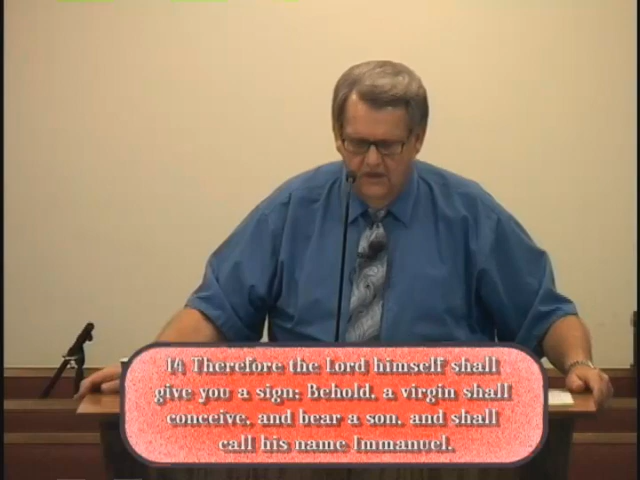 14 Therefore the Lord himself shall
give you a sign; Behold, a virgin shall
conceive, and bear a son, and shall
call his name Immanuel.